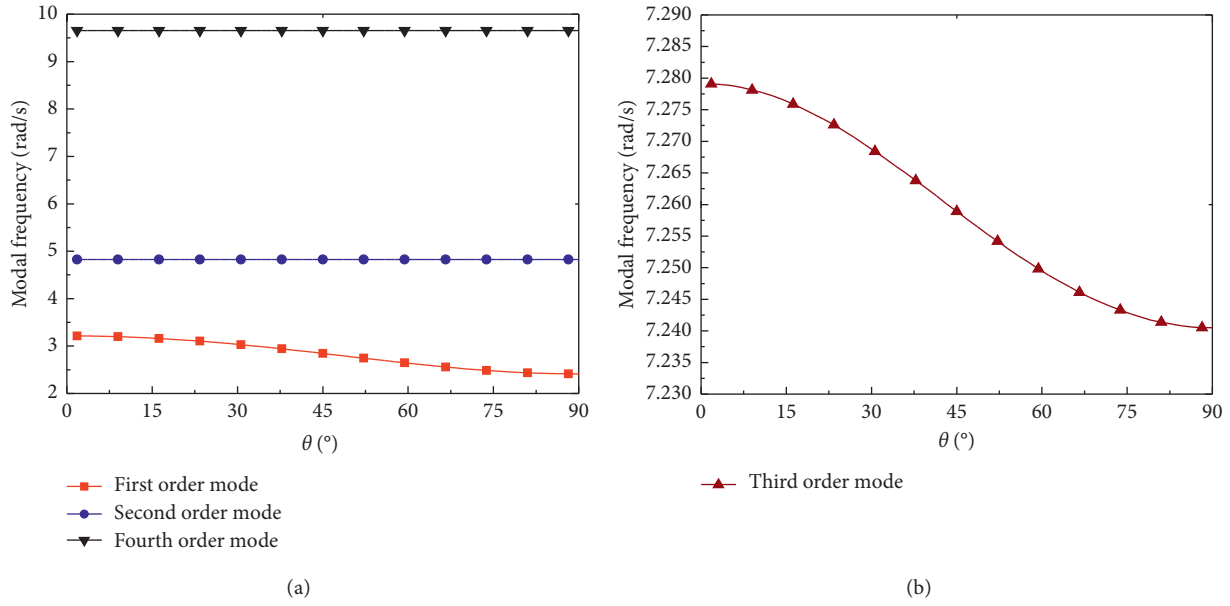 10
9
8
7
6
5
4
3
2
Modal frequency (rad/s)
0 15 30 45 60 75 90
θ (°)
First order mode
Second order mode
Fourth order mode
(a)
7.290
7.285
7.280
7.270
7.270
7.265
7.260
7.255
7.250
7.245
7.240
7.235
7.230
Modal frequency (rad/s)
0 15 30 45 60 75 90
θ (°)
Third order mode
(b)